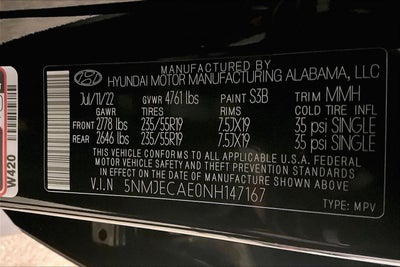 MANUFACTURED BY
HYUNDAI MOTOR MANUFACTURING ALABAMA, LLC
Jul/11/22 GVWR 4761 lbs PAINT S3B TRIM MMH
GAWR TIRES RIMS COLD TIRE INFL
FRONT 2778 lbs 235/55R19 7.5JX19 35 psi SINGLE
REAR 2646 lbs 235/55R19 7.5JX19 35 psi SINGLE
THIS VEHICLE CONFORMS TO ALL APPLICABLE U.S.A. FEDERAL
MOTOR VEHICLE SAFETY AND THEFT PREVENTION STANDARDS
IN EFFECT ON THE DATE OF MANUFACTURE SHOWN ABOVE
V.I.N 5NMJECAE0NH147167
TYPE: MPV
W420